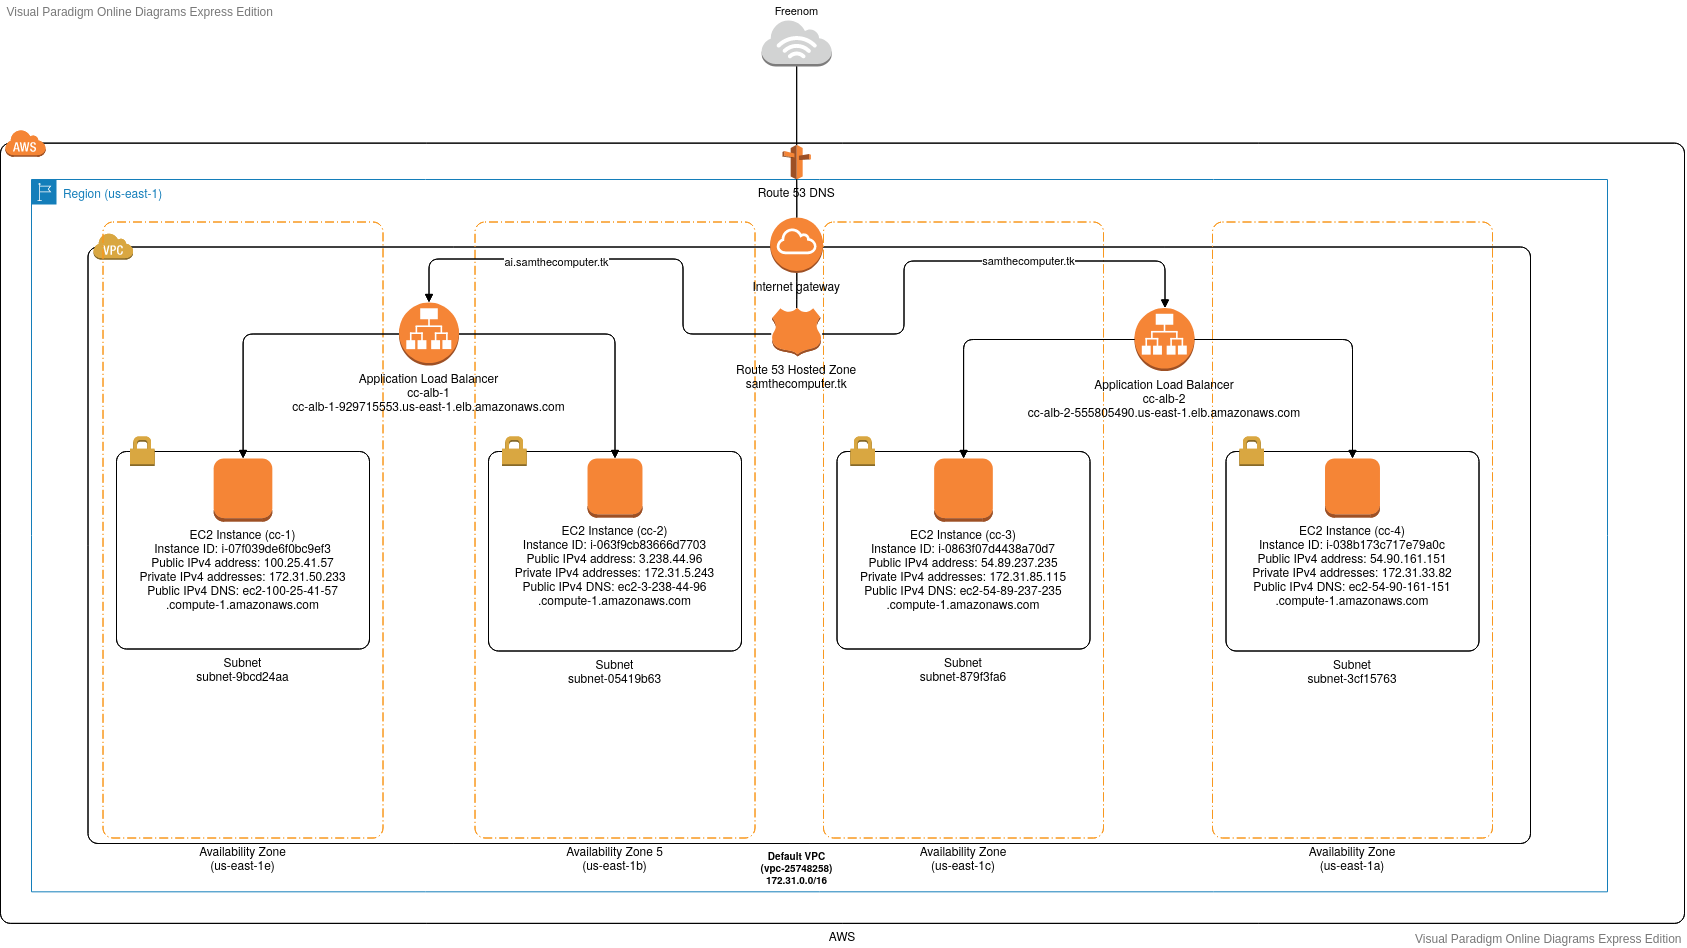 Visual Paradigm Online Diagrams Express Edition
Freenom
AWS
Route 53 DNS
Region (us-east-1)
VPC
ai.samthecomputer.tk
samthecomputer.tk
Internet gateway
Route 53 Hosted Zone
samthecomputer.tk
Application Load Balancer
cc-alb-1
cc-alb-1-929715553.us-east-1.elb.amazonaws.com
Application Load Balancer
cc-alb-2
cc-alb-2-555805490.us-east-1.elb.amazonaws.com
EC2 Instance (cc-1)
Instance ID: i-07f039de6f0bc9ef3
Public IPv4 address: 100.25.41.57
Private IPv4 addresses: 172.31.50.233
Public IPv4 DNS: ec2-100-25-41-57
.compute-1.amazonaws.com
Subnet
subnet-9bcd24aa
EC2 Instance (cc-2)
Instance ID: i-063f9cb83666d7703
Public IPv4 address: 3.238.44.96
Private IPv4 addresses: 172.31.5.243
Public IPv4 DNS: ec2-3-238-44-96
.compute-1.amazonaws.com
Subnet
subnet-05419b63
EC2 Instance (cc-3)
Instance ID: i-0863f07d4438a70d7
Public IPv4 address: 54.89.237.235
Private IPv4 addresses: 172.31.85.115
Public IPv4 DNS: ec2-54-89-237-235
.compute-1.amazonaws.com
Subnet
subnet-879f3fa6
EC2 Instance (cc-4)
Instance ID: i-038b173c717e79a0c
Public IPv4 address: 54.90.161.151
Private IPv4 addresses: 172.31.33.82
Public IPv4 DNS: ec2-54-90-161-151
.compute-1.amazonaws.com
Subnet
subnet-3cf15763
Availability Zone
(us-east-1e)
Availability Zone 5
(us-east-1b)
Default VPC
(vpc-25748258)
172.31.0.0/16
Availability Zone
(us-east-1c)
Availability Zone
(us-east-1a)
AWS
Visual Paradigm Online Diagrams Express Edition